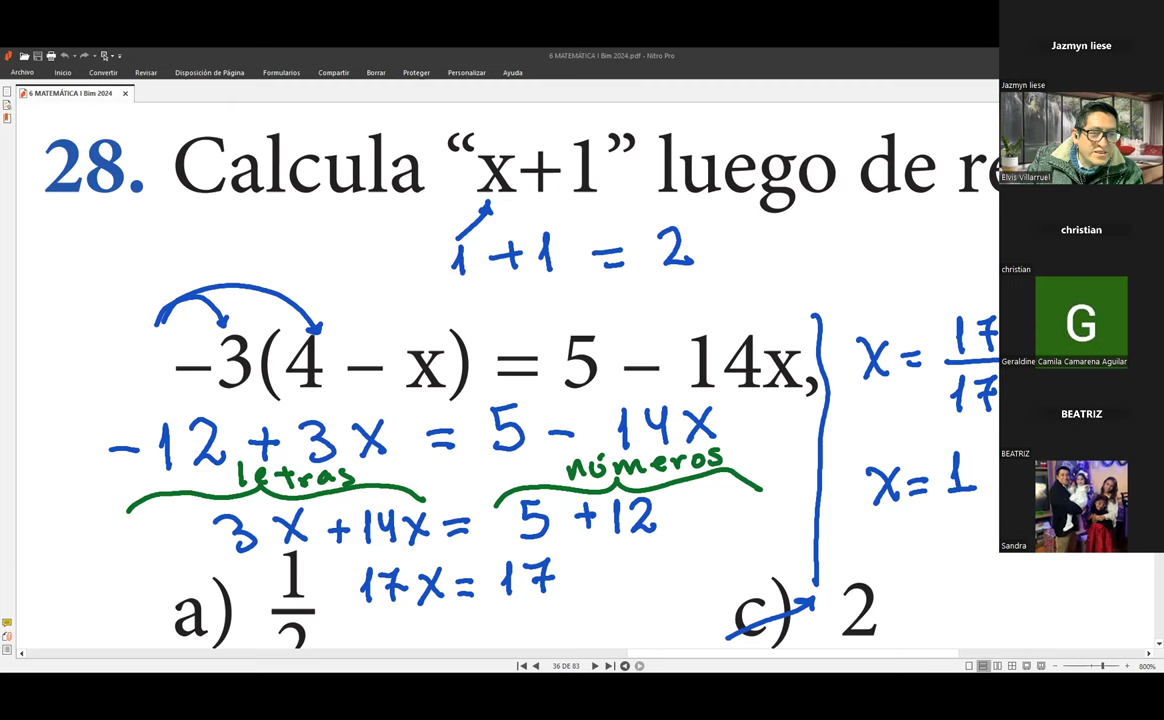 6 MATEMÁTICA I Bim 2024.pdf - Nitro Pro
Archivo Inicio Convertir Revisar Disposición de Página Formularios Compartir Borrar Proteger Personalizar Ayuda
6 MATEMÁTICA I Bim 2024 ×
28. Calcula “x+1” luego de re
1 + 1 = 2
-3(4 - x) = 5 - 14x,
-12 + 3x = 5 - 14x
letras números
3x + 14x = 5 + 12
17x = 17
x = 17/17
x = 1
a) 1/2
c) 2
36 DE 83
800%
Jazmyn liese
Jazmyn liese
Elvis Villarruel
christian
christian
G
Geraldine Camila Camarena Aguilar
BEATRIZ
BEATRIZ
Sandra